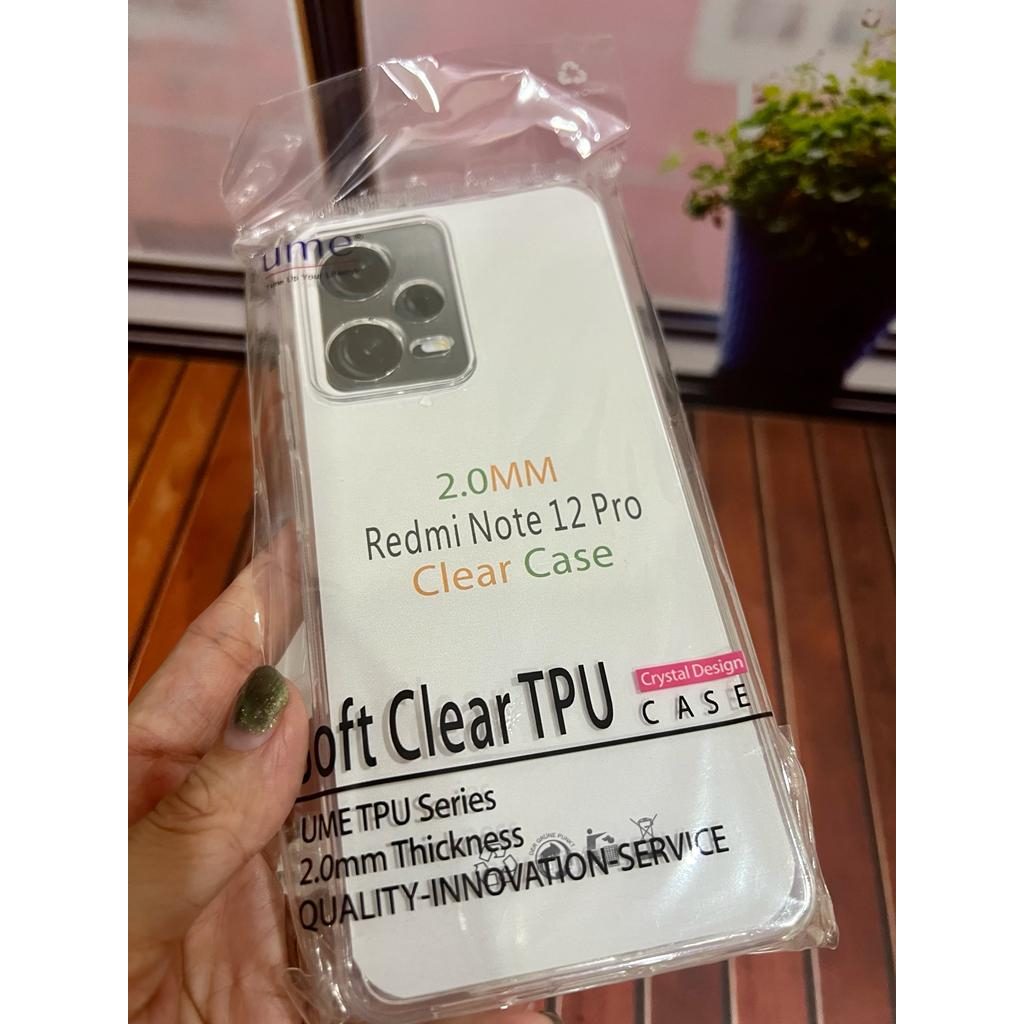 ume
2.0MM
Redmi Note 12 Pro
Clear Case
Soft Clear TPU
Crystal Design
CASE
UME TPU Series
2.0mm Thickness
QUALITY-INNOVATION-SERVICE